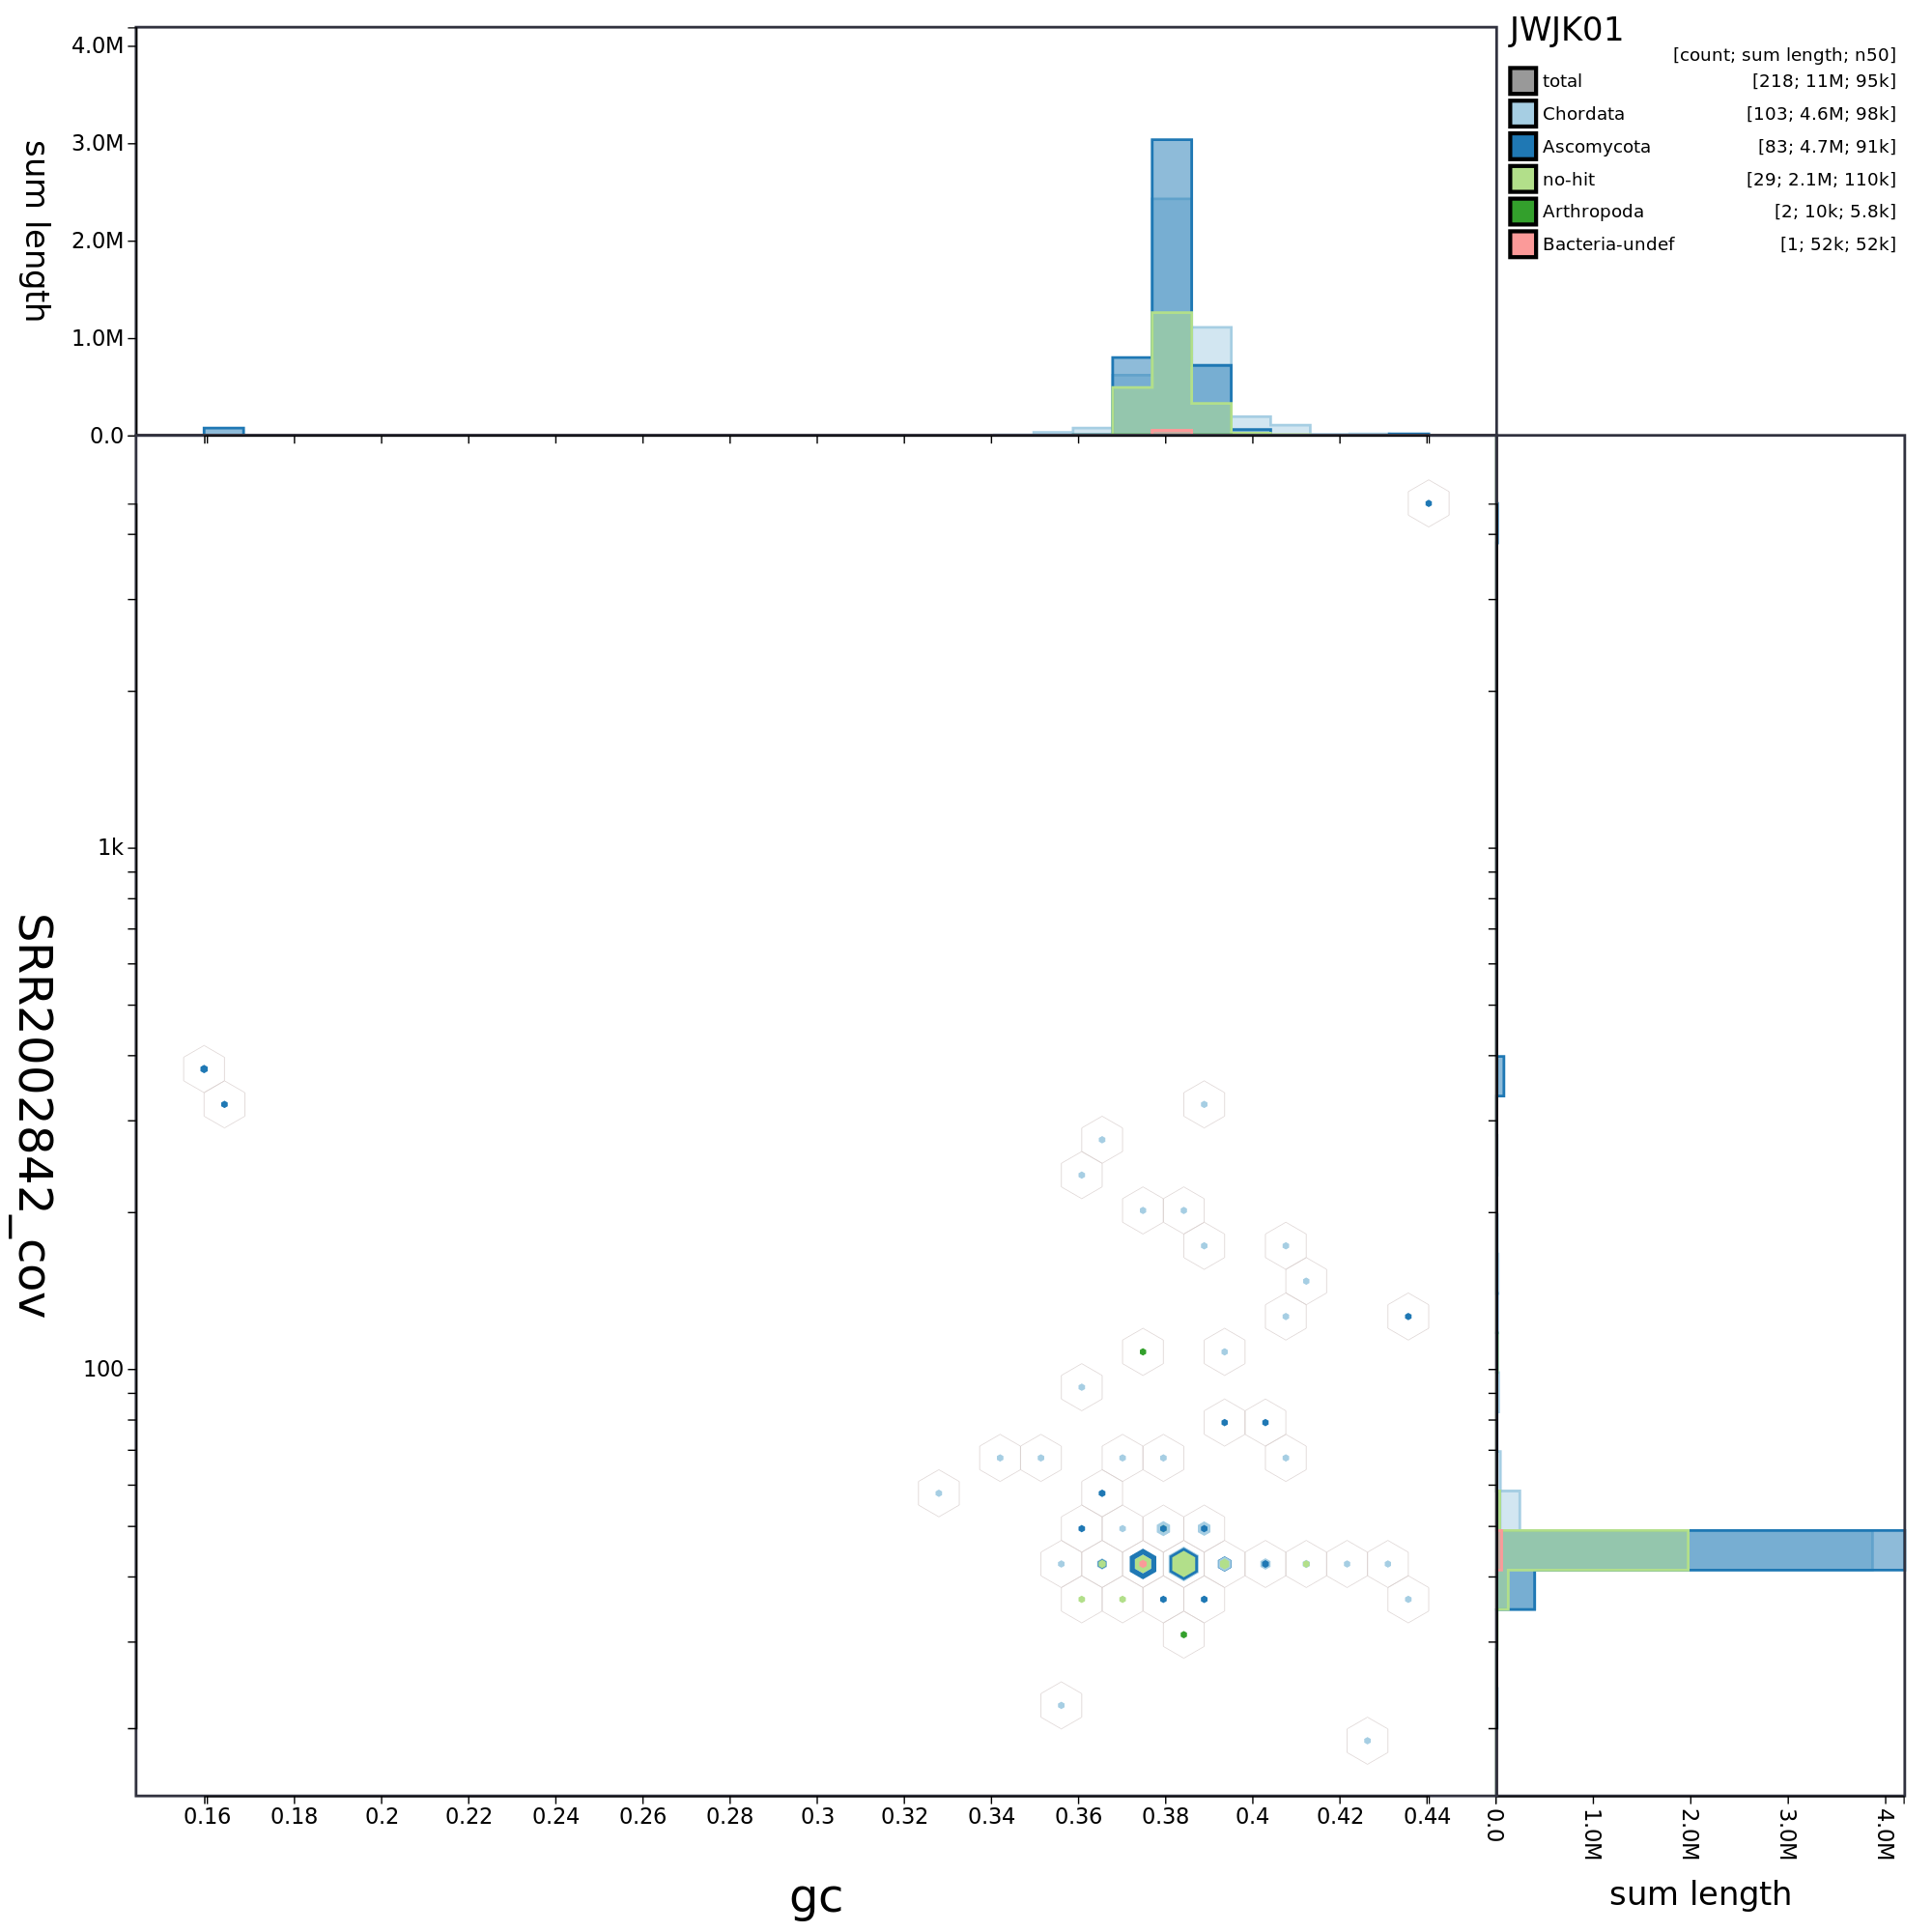 JWJK01
[count; sum length; n50]
total [218; 11M; 95k]
Chordata [103; 4.6M; 98k]
Ascomycota [83; 4.7M; 91k]
no-hit [29; 2.1M; 110k]
Arthropoda [2; 10k; 5.8k]
Bacteria-undef [1; 52k; 52k]
sum length
4.0M
3.0M
2.0M
1.0M
0.0
SRR2002842_cov
1k
100
0.16 0.18 0.2 0.22 0.24 0.26 0.28 0.3 0.32 0.34 0.36 0.38 0.4 0.42 0.44
gc
0.0 1.0M 2.0M 3.0M 4.0M
sum length